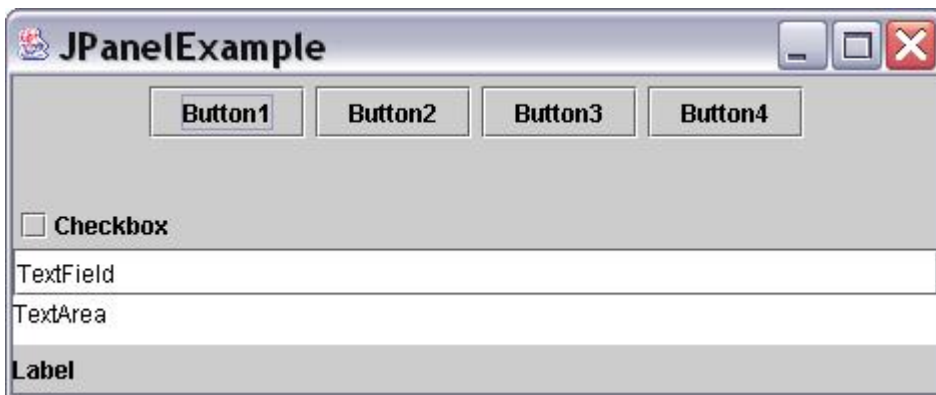 JPanelExample
Button1 Button2 Button3 Button4
Checkbox
TextField
TextArea
Label